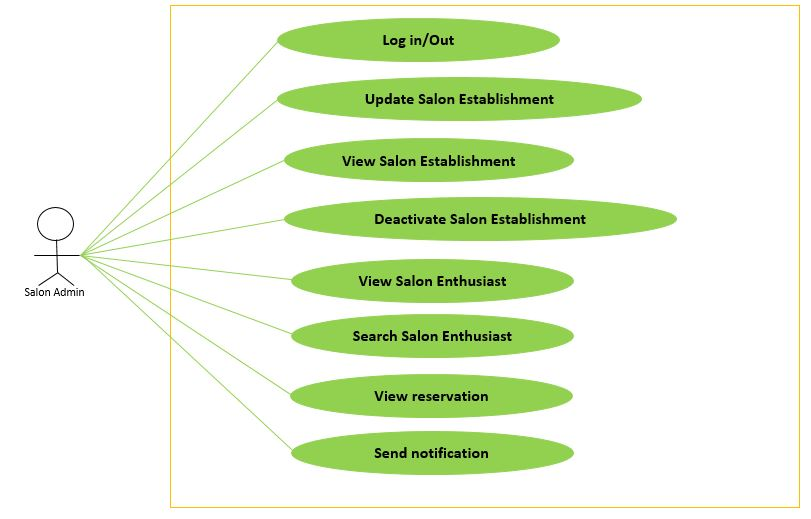 Log in/Out
Update Salon Establishment
View Salon Establishment
Deactivate Salon Establishment
View Salon Enthusiast
Salon Admin
Search Salon Enthusiast
View reservation
Send notification